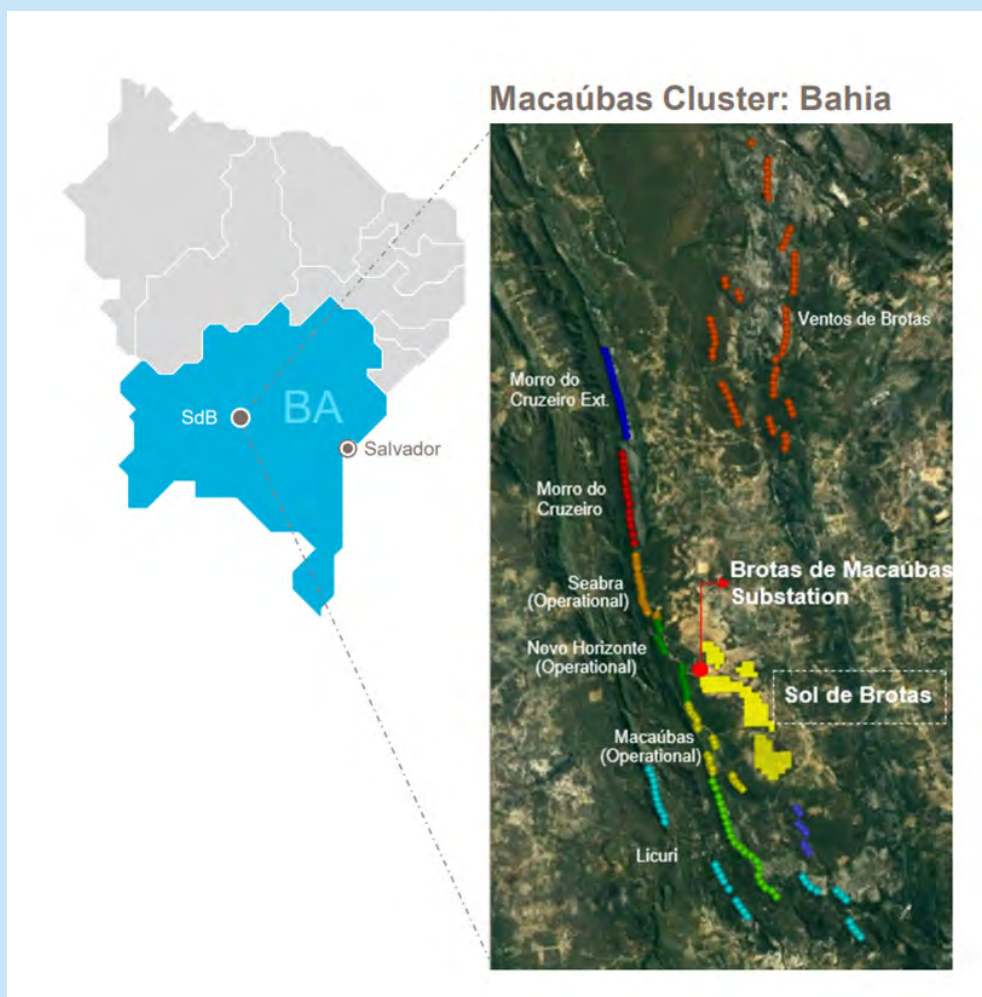 Macaúbas Cluster: Bahia
SdB
BA
Salvador
Ventos de Brotas
Morro do
Cruzeiro Ext.
Morro do
Cruzeiro
Seabra
(Operational)
Brotas de Macaúbas
Substation
Novo Horizonte
(Operational)
Sol de Brotas
Macaúbas
(Operational)
Licuri